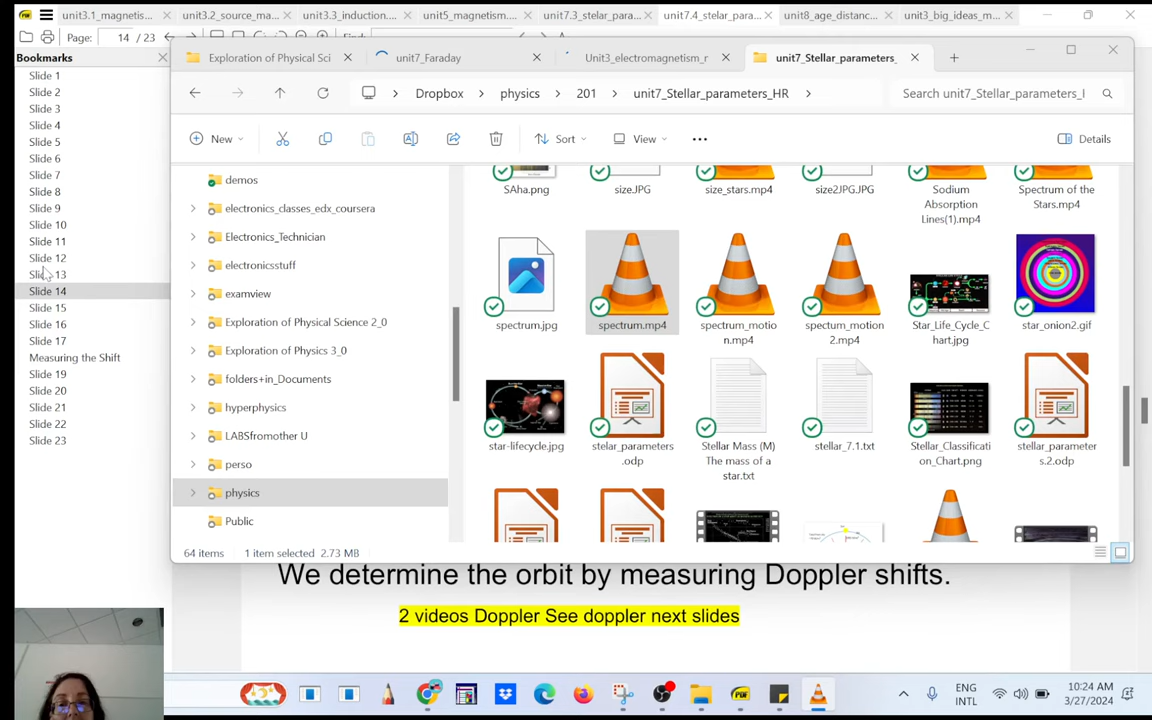 unit3.1_magnetis...
unit3.2_source_ma...
unit3.3_induction....
unit5_magnetism....
unit7.3_stelar_para...
unit7.4_stelar_para...
unit8_age_distanc...
unit3_big_ideas_m...
Page: 14 / 23
Bookmarks
Slide 1
Slide 2
Slide 3
Slide 4
Slide 5
Slide 6
Slide 7
Slide 8
Slide 9
Slide 10
Slide 11
Slide 12
Slide 13
Slide 14
Slide 15
Slide 16
Slide 17
Measuring the Shift
Slide 19
Slide 20
Slide 21
Slide 22
Slide 23
Exploration of Physical Sci
unit7_Faraday
Unit3_electromagnetism_r
unit7_Stellar_parameters_
Dropbox > physics > 201 > unit7_Stellar_parameters_HR >
Search unit7_Stellar_parameters_I
New
Sort
View
Details
demos
electronics_classes_edx_coursera
Electronics_Technician
electronicsstuff
examview
Exploration of Physical Science 2_0
Exploration of Physics 3_0
folders+in_Documents
hyperphysics
LABSfromother U
perso
physics
Public
SAha.png
size.JPG
size_stars.mp4
size2JPG.JPG
Sodium
Absorption
Lines(1).mp4
Spectrum of the
Stars.mp4
spectrum.jpg
spectrum.mp4
spectrum_motio
n.mp4
spectum_motion
2.mp4
Star_Life_Cycle_C
hart.jpg
star_onion2.gif
star-lifecycle.jpg
stelar_parameters
.odp
Stellar Mass (M)
The mass of a
star.txt
stellar_7.1.txt
Stellar_Classificati
on_Chart.png
stellar_parameter
s.2.odp
64 items
1 item selected 2.73 MB
We determine the orbit by measuring Doppler shifts.
2 videos Doppler See doppler next slides
ENG
INTL
10:24 AM
3/27/2024